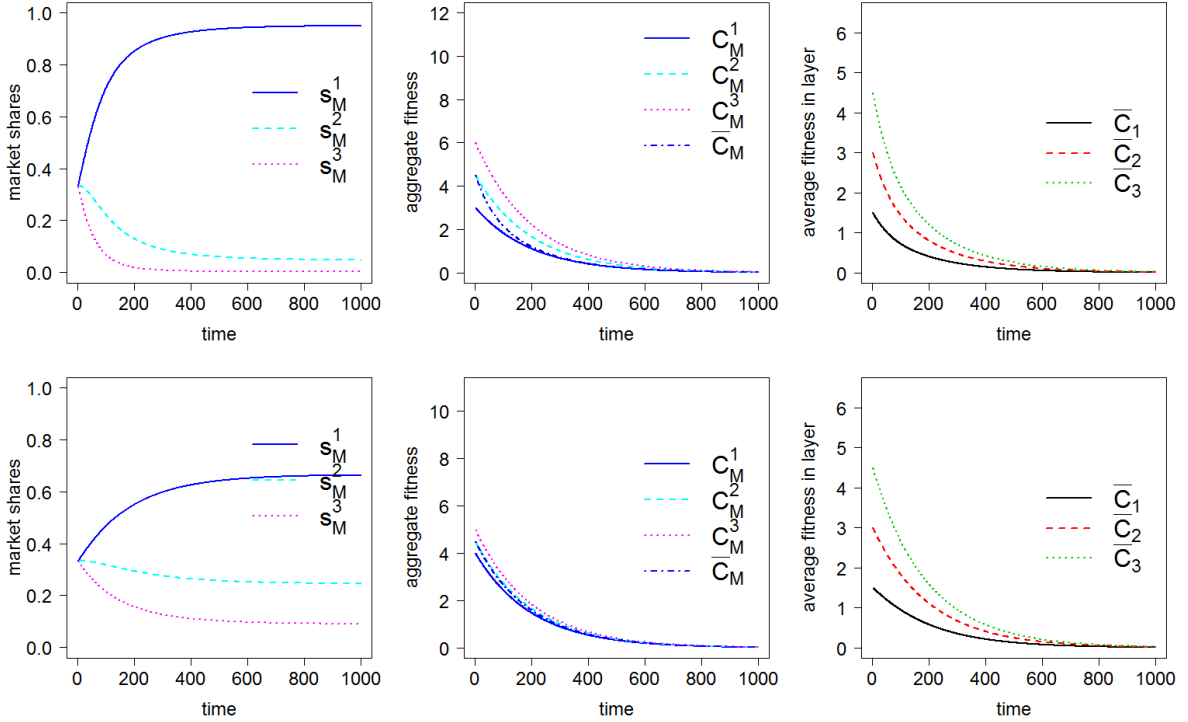 market shares
1.0
0.8
0.6
0.4
0.2
0.0
s_M^1
s_M^2
s_M^3
0 200 400 600 800 1000
time
aggregate fitness
12
10
8
6
4
2
0
C_M^1
C_M^2
C_M^3
C̅_M
0 200 400 600 800 1000
time
average fitness in layer
6
5
4
3
2
1
0
C̅_1
C̅_2
C̅_3
0 200 400 600 800 1000
time
market shares
1.0
0.8
0.6
0.4
0.2
0.0
s_M^1
s_M^2
s_M^3
0 200 400 600 800 1000
time
aggregate fitness
10
8
6
4
2
0
C_M^1
C_M^2
C_M^3
C̅_M
0 200 400 600 800 1000
time
average fitness in layer
6
5
4
3
2
1
0
C̅_1
C̅_2
C̅_3
0 200 400 600 800 1000
time